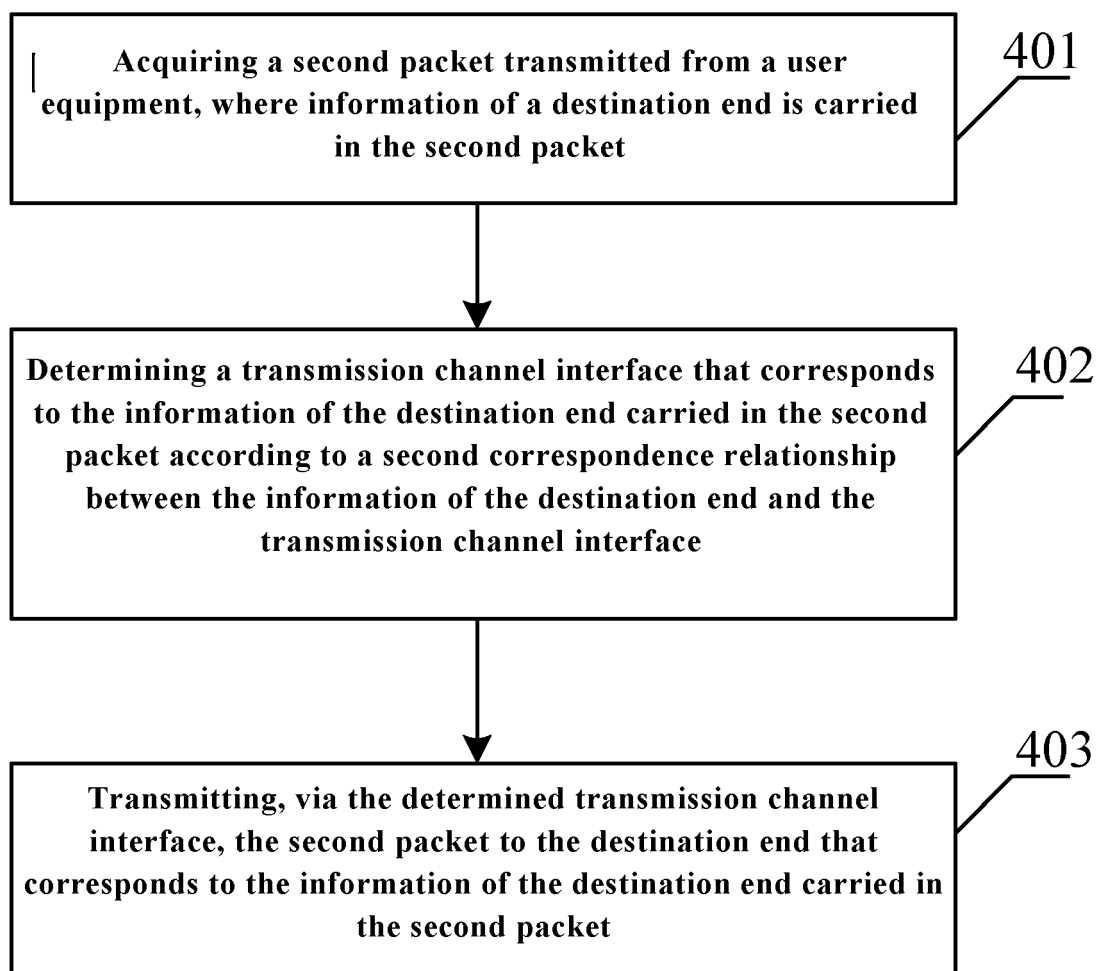 Acquiring a second packet transmitted from a user
equipment, where information of a destination end is carried
in the second packet
401
Determining a transmission channel interface that corresponds
to the information of the destination end carried in the second
packet according to a second correspondence relationship
between the information of the destination end and the
transmission channel interface
402
Transmitting, via the determined transmission channel
interface, the second packet to the destination end that
corresponds to the information of the destination end carried in
the second packet
403